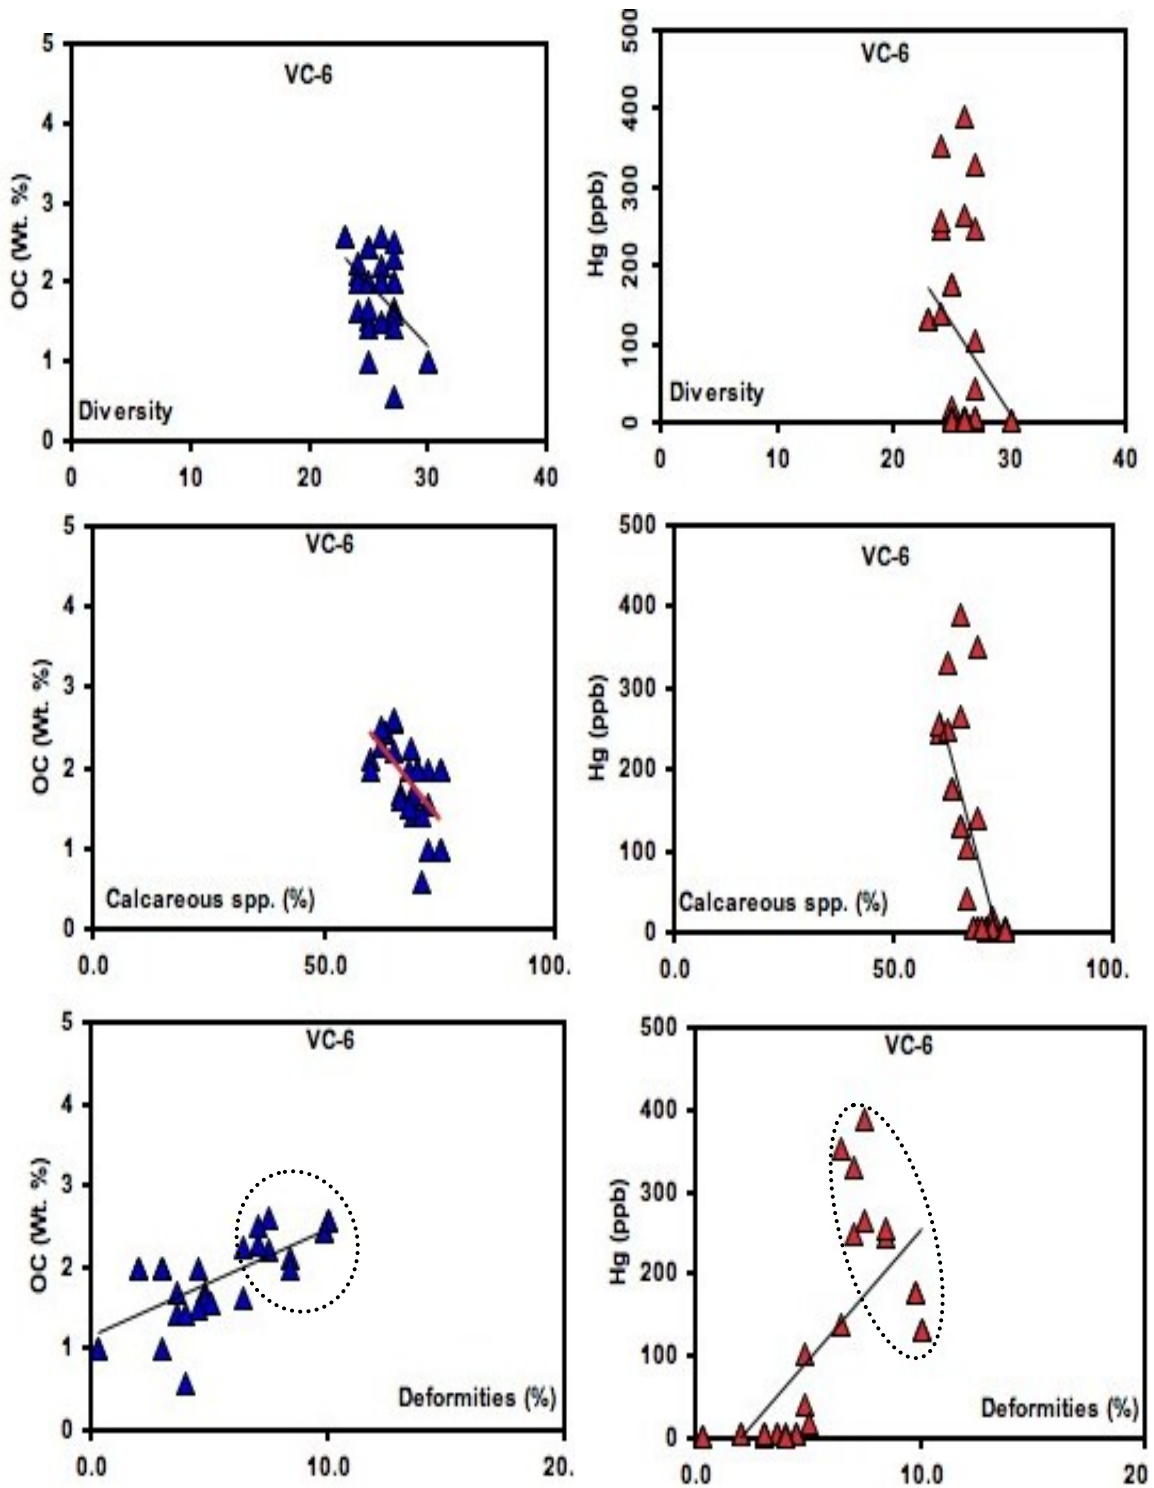 5
4
3
2
1
0
OC (Wt. %)
VC-6
Diversity
0 10 20 30 40
500
400
300
200
100
0
Hg (ppb)
VC-6
Diversity
0 10 20 30 40
5
4
3
2
1
0
OC (Wt. %)
VC-6
Calcareous spp. (%)
0.0 50.0 100.
500
400
300
200
100
0
Hg (ppb)
VC-6
Calcareous spp. (%)
0.0 50.0 100.
5
4
3
2
1
0
OC (Wt. %)
VC-6
Deformities (%)
0.0 10.0 20.
500
400
300
200
100
0
Hg (ppb)
VC-6
Deformities (%)
0.0 10.0 20